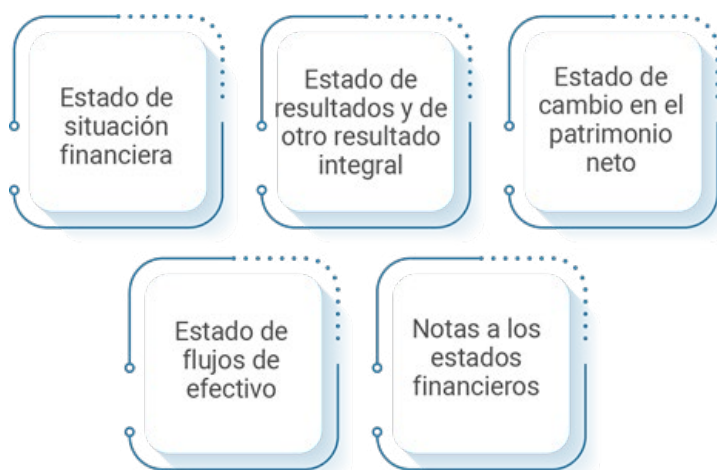 Estado de
situación
financiera
Estado de
resultados y de
otro resultado
integral
Estado de
cambio en el
patrimonio
neto
Estado de
flujos de
efectivo
Notas a los
estados
financieros